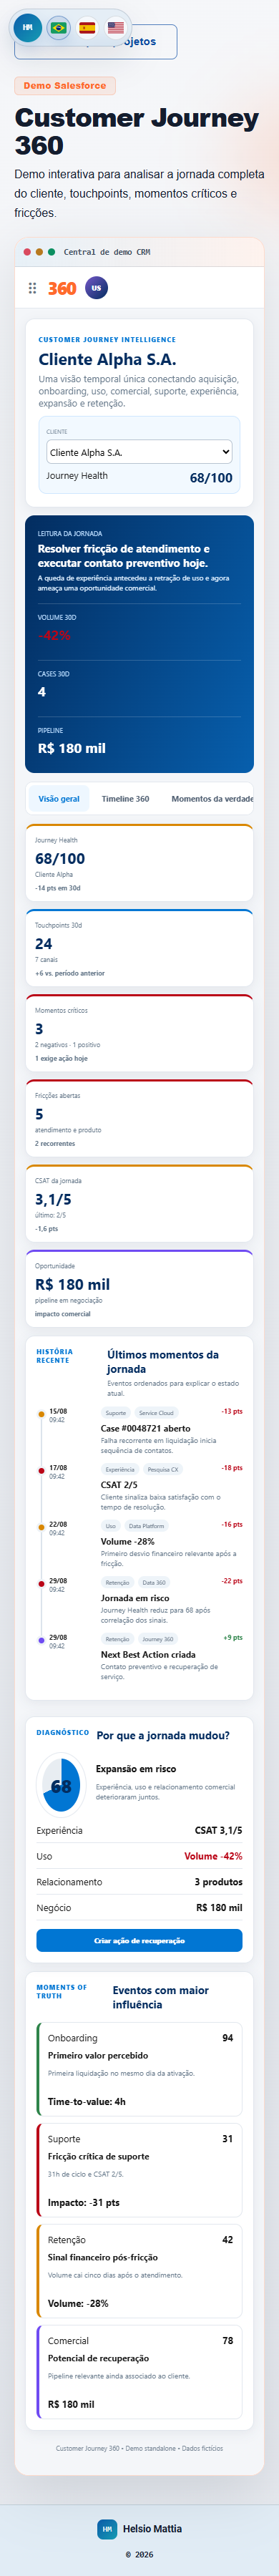 HM
projetos
Demo Salesforce
Customer Journey
360
Demo interativa para analisar a jornada completa
do cliente, touchpoints, momentos críticos e
fricções.
Central de demo CRM
360
US
CUSTOMER JOURNEY INTELLIGENCE
Cliente Alpha S.A.
Uma visão temporal única conectando aquisição,
onboarding, uso, comercial, suporte, experiência,
expansão e retenção.
CLIENTE
Cliente Alpha S.A.
Journey Health 68/100
LEITURA DA JORNADA
Resolver fricção de atendimento e
executar contato preventivo hoje.
A queda de experiência antecedeu a retração de uso e agora
ameaça uma oportunidade comercial.
VOLUME 30D
-42%
CASES 30D
4
PIPELINE
R$ 180 mil
Visão geral Timeline 360 Momentos da verdade
Journey Health
68/100
Cliente Alpha
-14 pts em 30d
Touchpoints 30d
24
7 canais
+6 vs. período anterior
Momentos críticos
3
2 negativos · 1 positivo
1 exige ação hoje
Fricções abertas
5
atendimento e produto
2 recorrentes
CSAT da jornada
3,1/5
último: 2/5
-1,6 pts
Oportunidade
R$ 180 mil
pipeline em negociação
impacto comercial
HISTÓRIA
RECENTE
Últimos momentos da
jornada
Eventos ordenados para explicar o estado
atual.
15/08
09:42
Suporte Service Cloud -13 pts
Case #0048721 aberto
Falha recorrente em liquidação inicia
sequência de contatos.
17/08
09:42
Experiência Pesquisa CX -18 pts
CSAT 2/5
Cliente sinaliza baixa satisfação com o
tempo de resolução.
22/08
09:42
Uso Data Platform -16 pts
Volume -28%
Primeiro desvio financeiro relevante após a
fricção.
29/08
09:42
Retenção Data 360 -22 pts
Jornada em risco
Journey Health reduz para 68 após
correlação dos sinais.
29/08
09:42
Retenção Journey 360 +9 pts
Next Best Action criada
Contato preventivo e recuperação de
serviço.
DIAGNÓSTICO Por que a jornada mudou?
68
Expansão em risco
Experiência, uso e relacionamento comercial
deterioraram juntos.
Experiência CSAT 3,1/5
Uso Volume -42%
Relacionamento 3 produtos
Negócio R$ 180 mil
Criar ação de recuperação
MOMENTS OF
TRUTH
Eventos com maior
influência
Onboarding 94
Primeiro valor percebido
Primeira liquidação no mesmo dia da ativação.
Time-to-value: 4h
Suporte 31
Fricção crítica de suporte
31h de ciclo e CSAT 2/5.
Impacto: -31 pts
Retenção 42
Sinal financeiro pós-fricção
Volume cai cinco dias após o atendimento.
Volume: -28%
Comercial 78
Potencial de recuperação
Pipeline relevante ainda associado ao cliente.
R$ 180 mil
Customer Journey 360 • Demo standalone • Dados fictícios
HM Helsio Mattia
© 2026